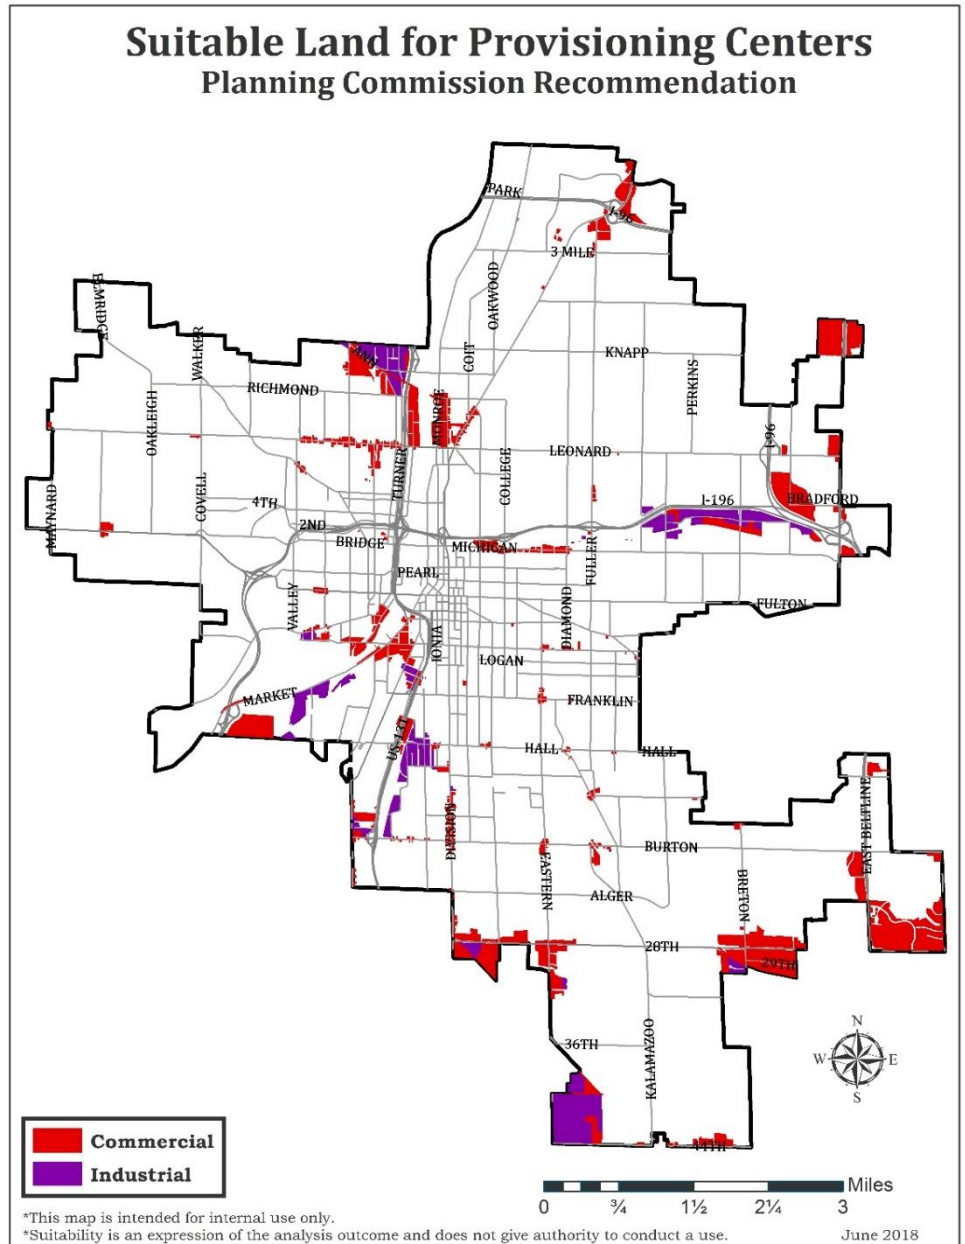 Suitable Land for Provisioning Centers
Planning Commission Recommendation
PARK
I-96
3 MILE
ELMRIDGE
OAKWOOD
WALKER
ANN
COIT
KNAPP
RICHMOND
MONROE
PERKINS
OAKLEIGH
I-96
LEONARD
TURNER
COLLEGE
MAYNARD
COVELL
4TH
I-196
BRADFORD
2ND
BRIDGE
MICHIGAN
FULLER
PEARL
VALLEY
FULTON
DIAMOND
IONIA
LOGAN
MARKET
FRANKLIN
US-131
HALL
HALL
EAST BELTLINE
DIVISION
BURTON
EASTERN
ALGER
BRETON
28TH
29TH
36TH
KALAMAZOO
44TH
N
W
E
S
Commercial
Industrial
Miles
0 ¾ 1½ 2¼ 3
*This map is intended for internal use only.
*Suitability is an expression of the analysis outcome and does not give authority to conduct a use.
June 2018